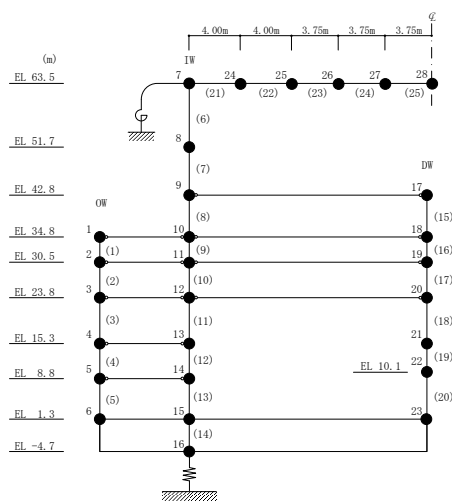 ℄
4.00m 4.00m 3.75m 3.75m 3.75m
(m) IW
EL 63.5 7 24 25 26 27 28
(21) (22) (23) (24) (25)
(6)
EL 51.7 8
(7) DW
EL 42.8 9 17
OW (8) (15)
EL 34.8 1 10 18
(1) (9) (16)
EL 30.5 2 11 19
(2) (10) (17)
EL 23.8 3 12 20
(3) (11) (18)
EL 15.3 4 13 21
(4) (12) (19)
EL 10.1 22
EL 8.8 5 14
(5) (13) (20)
EL 1.3 6 15 23
(14)
EL -4.7 16